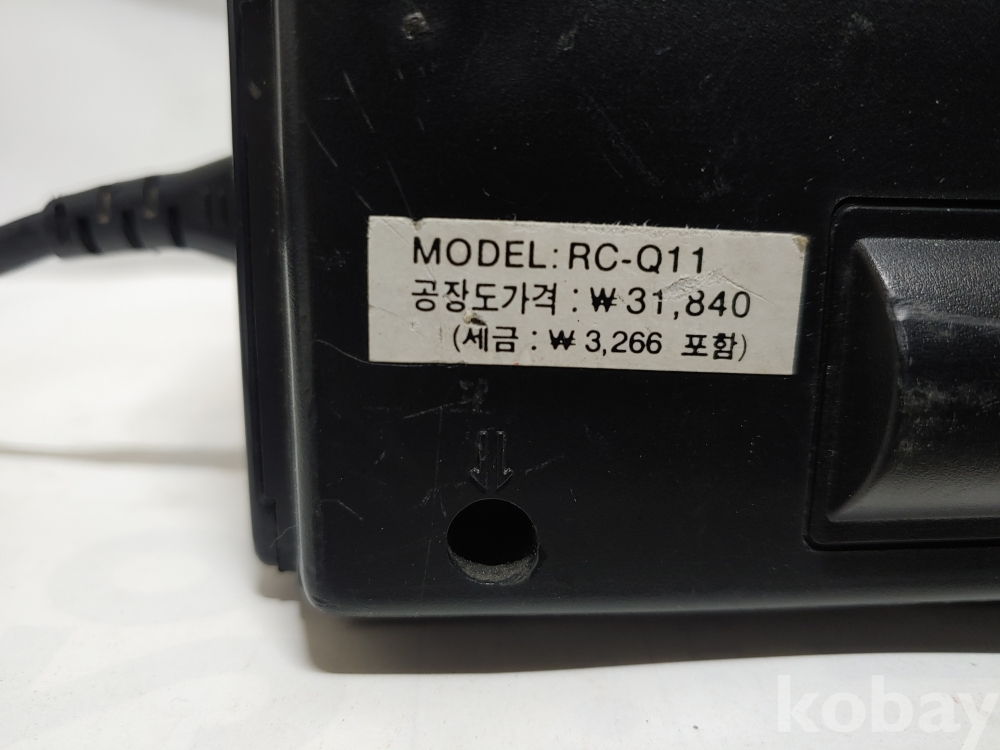 MODEL: RC-Q11
공장도가격 : ₩ 31,840
(세금 : ₩ 3,266 포함)
kobay